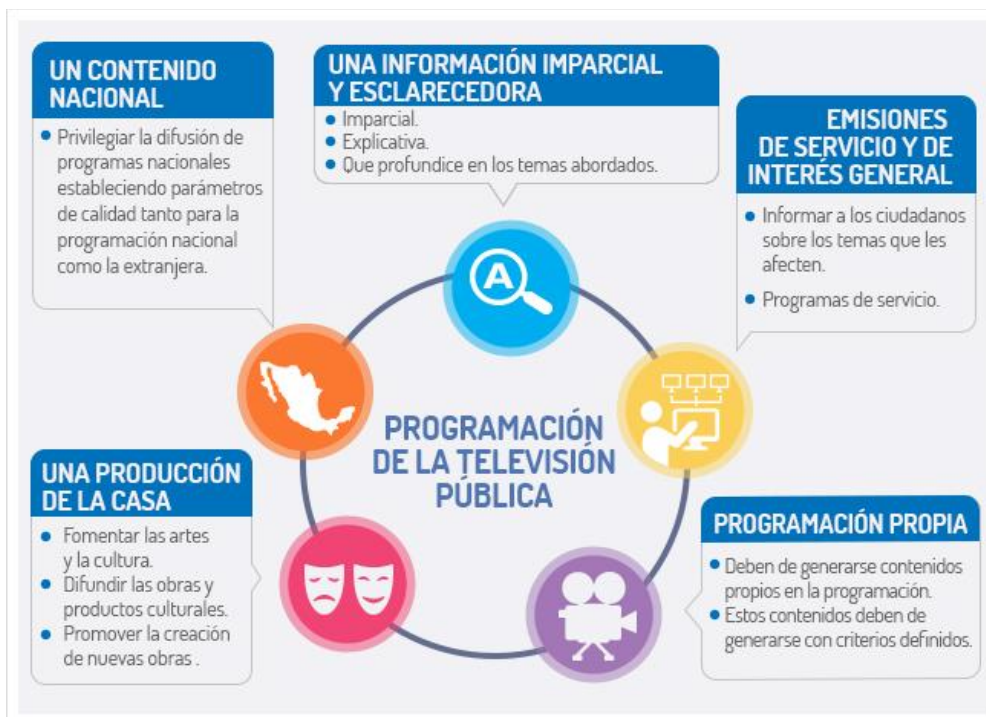 UN CONTENIDO
NACIONAL
Privilegiar la difusión de
programas nacionales
estableciendo parámetros
de calidad tanto para la
programación nacional
como la extranjera.
UNA INFORMACIÓN IMPARCIAL
Y ESCLARECEDORA
Imparcial.
Explicativa.
Que profundice en los temas abordados.
EMISIONES
DE SERVICIO Y DE
INTERÉS GENERAL
Informar a los ciudadanos
sobre los temas que les
afecten.
Programas de servicio.
A
PROGRAMACIÓN
DE LA TELEVISIÓN
PÚBLICA
UNA PRODUCCIÓN
DE LA CASA
Fomentar las artes
y la cultura.
Difundir las obras y
productos culturales.
Promover la creación
de nuevas obras .
PROGRAMACIÓN PROPIA
Deben de generarse contenidos
propios en la programación.
Estos contenidos deben de
generarse con criterios definidos.